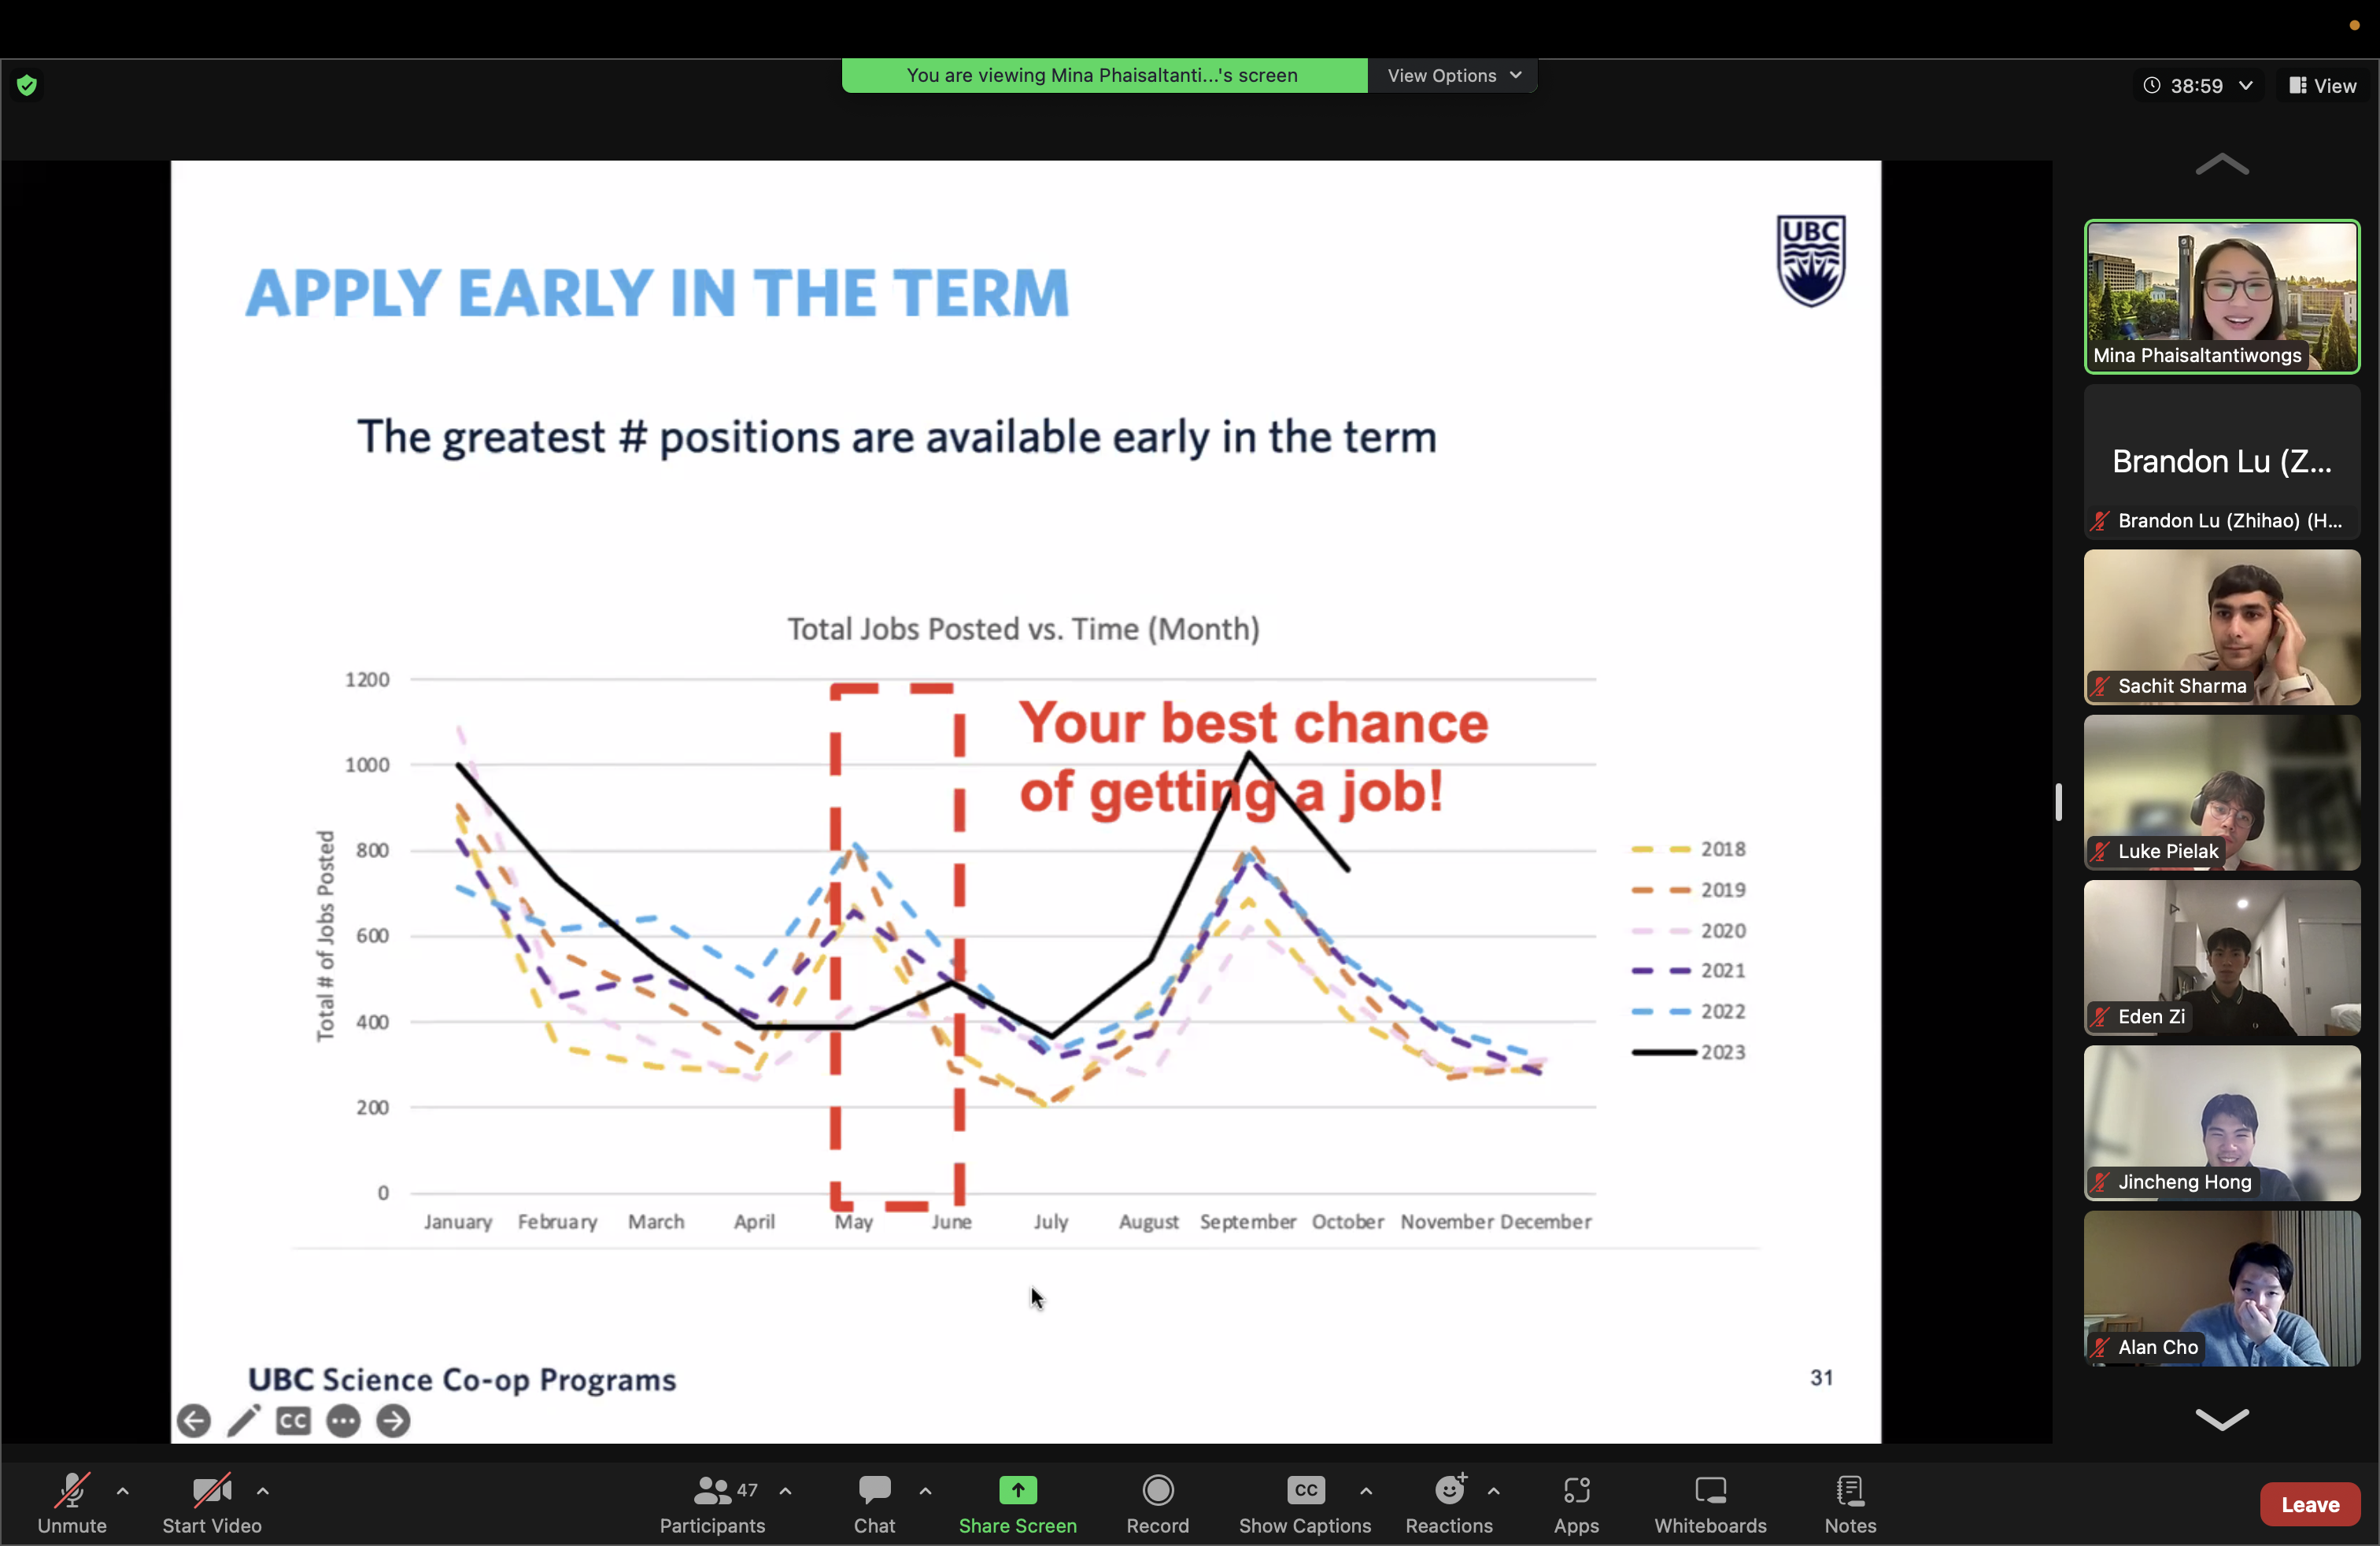 You are viewing Mina Phaisaltanti...'s screen
View Options
38:59
View
UBC
APPLY EARLY IN THE TERM
The greatest # positions are available early in the term
Total Jobs Posted vs. Time (Month)
Your best chance
of getting a job!
Total # of Jobs Posted
1200
1000
800
600
400
200
0
January February March April May June July August September October November December
2018
2019
2020
2021
2022
2023
UBC Science Co-op Programs
31
CC
Mina Phaisaltantiwongs
Brandon Lu (Z...
Brandon Lu (Zhihao) (H...
Sachit Sharma
Luke Pielak
Eden Zi
Jincheng Hong
Alan Cho
Unmute
Start Video
47
Participants
Chat
Share Screen
Record
CC
Show Captions
Reactions
Apps
Whiteboards
Notes
Leave